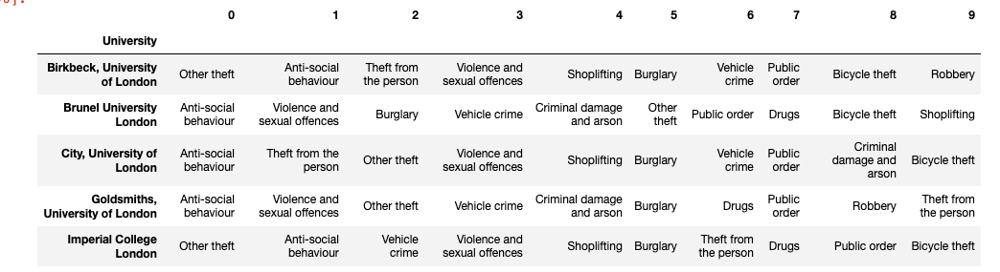 0 1 2 3 4 5 6 7 8 9
University
Birkbeck, University of London Other theft Anti-social behaviour Theft from the person Violence and sexual offences Shoplifting Burglary Vehicle crime Public order Bicycle theft Robbery
Brunel University London Anti-social behaviour Violence and sexual offences Burglary Vehicle crime Criminal damage and arson Other theft Public order Drugs Bicycle theft Shoplifting
City, University of London Anti-social behaviour Theft from the person Other theft Violence and sexual offences Shoplifting Burglary Vehicle crime Public order Criminal damage and arson Bicycle theft
Goldsmiths, University of London Anti-social behaviour Violence and sexual offences Other theft Vehicle crime Criminal damage and arson Burglary Drugs Public order Robbery Theft from the person
Imperial College London Other theft Anti-social behaviour Vehicle crime Violence and sexual offences Shoplifting Burglary Theft from the person Drugs Public order Bicycle theft